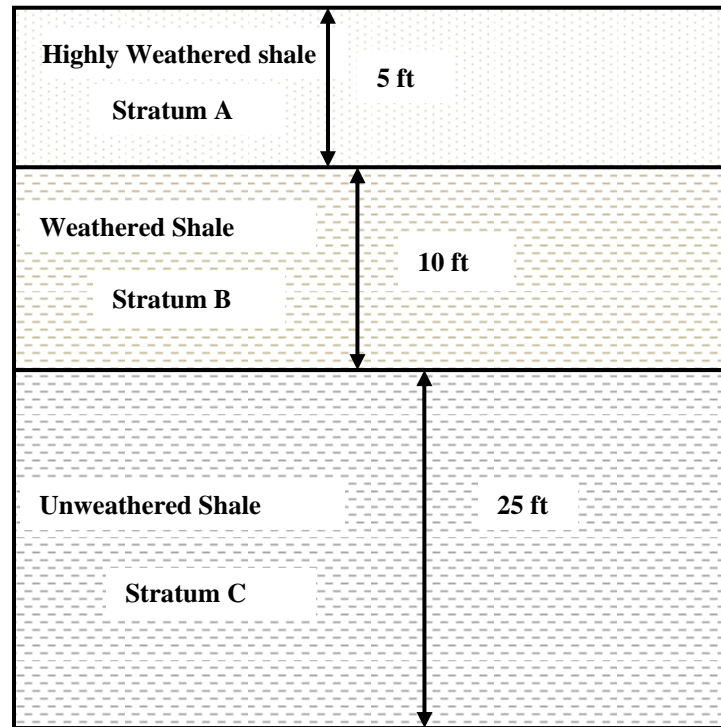 Highly Weathered shale
Stratum A
5 ft
Weathered Shale
Stratum B
10 ft
Unweathered Shale
Stratum C
25 ft